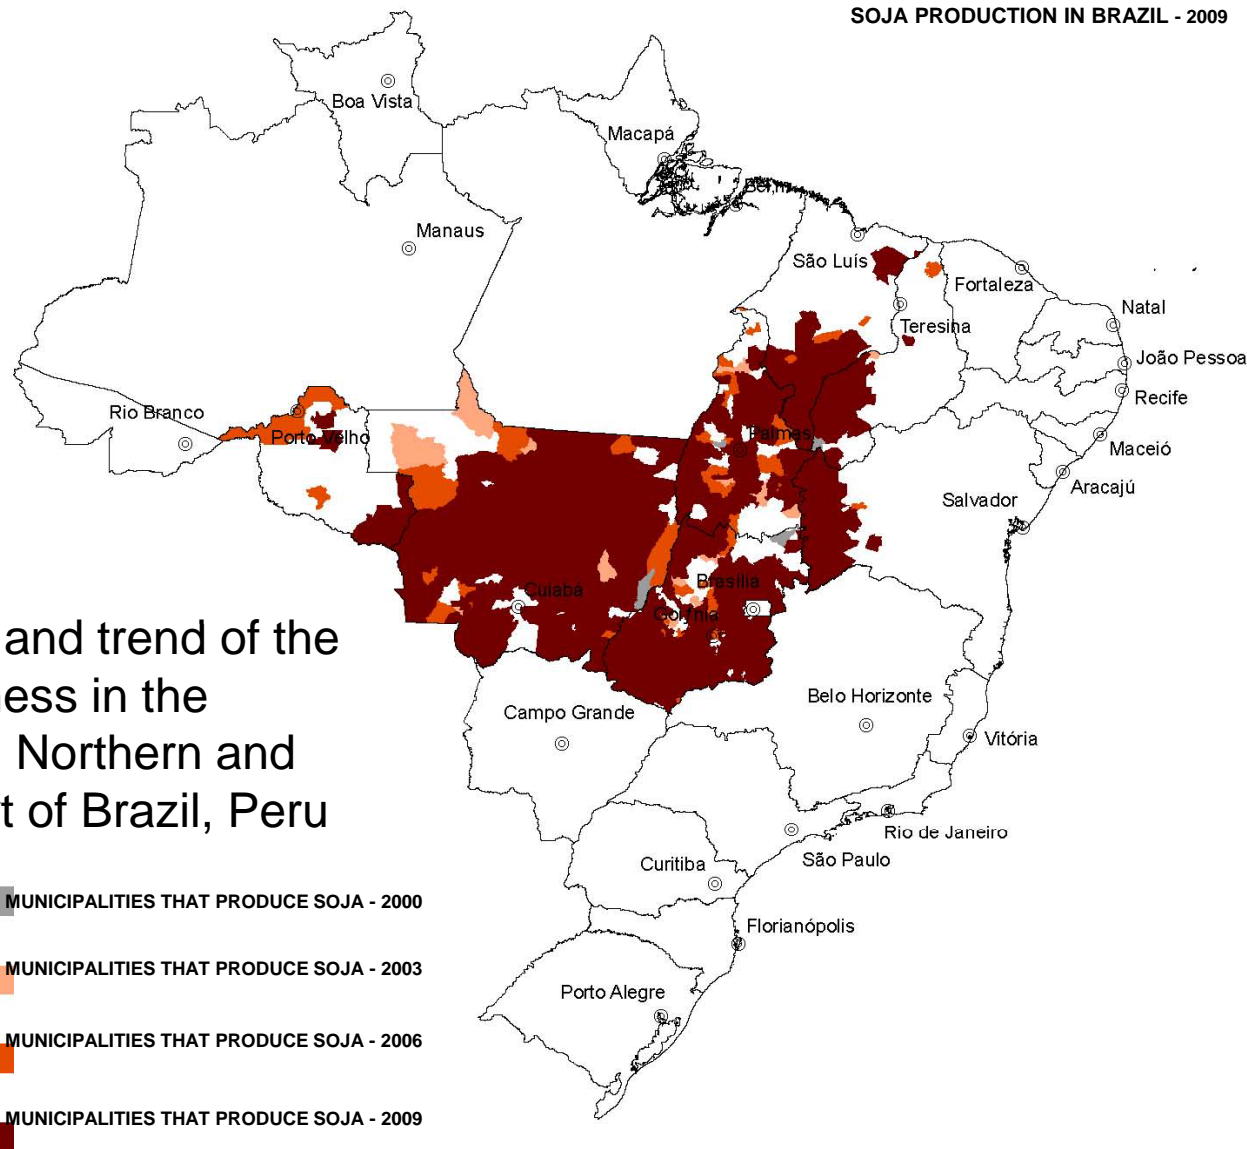 SOJA PRODUCTION IN BRAZIL - 2009
Boa Vista
Macapá
Manaus
São Luís
Fortaleza
Teresina
Natal
João Pessoa
Recife
Maceió
Aracajú
Salvador
Rio Branco
Porto Velho
Palmas
Cuiabá
Brasília
and trend of the
ness in the
Northern and
t of Brazil, Peru
Campo Grande
Belo Horizonte
Vitória
Rio de Janeiro
São Paulo
Curitiba
Florianópolis
Porto Alegre
MUNICIPALITIES THAT PRODUCE SOJA - 2000
MUNICIPALITIES THAT PRODUCE SOJA - 2003
MUNICIPALITIES THAT PRODUCE SOJA - 2006
MUNICIPALITIES THAT PRODUCE SOJA - 2009